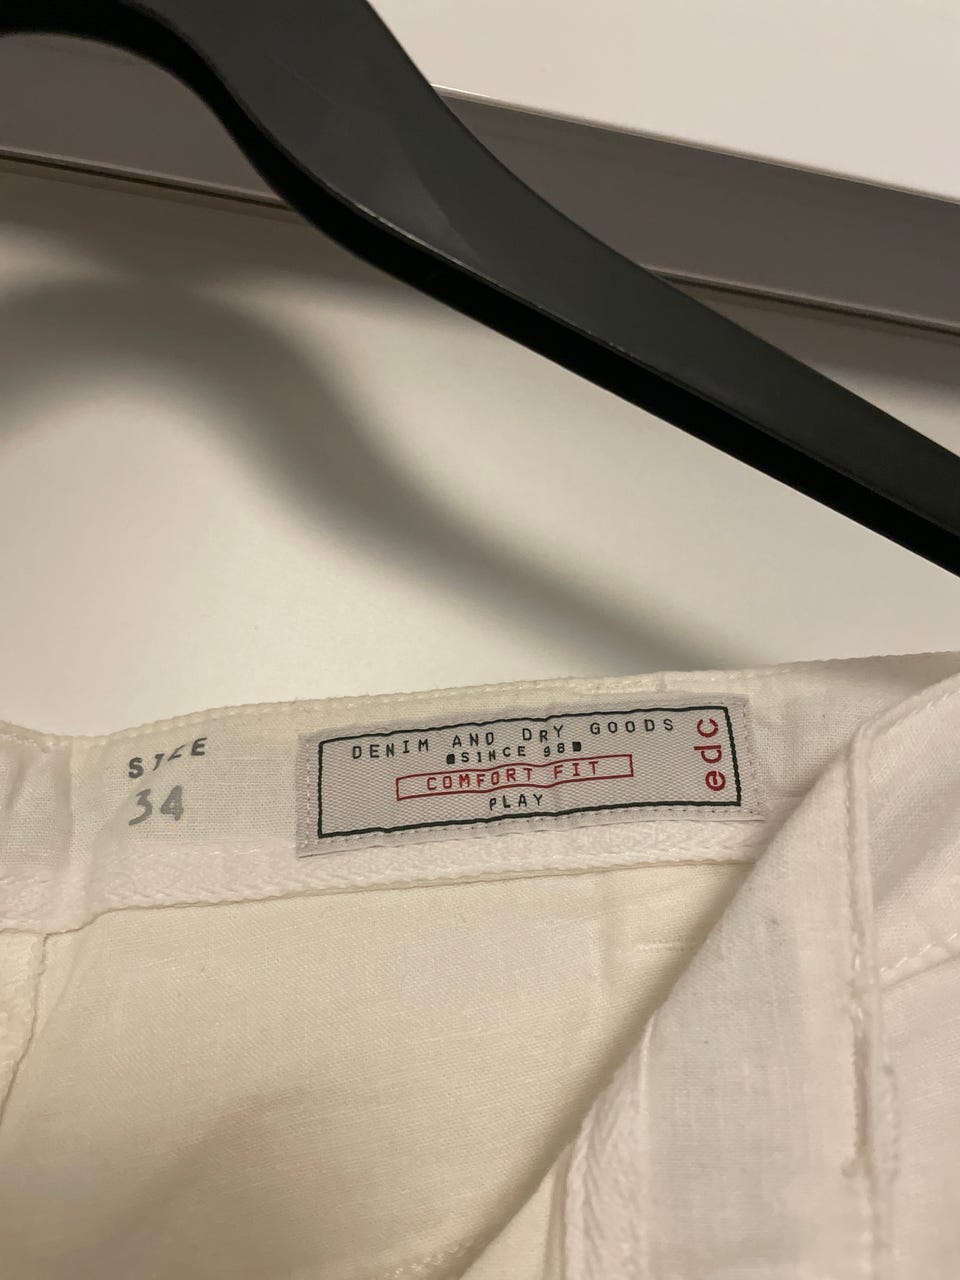 SIZE
34
DENIM AND DRY GOODS
SINCE 98
COMFORT FIT
PLAY
edc